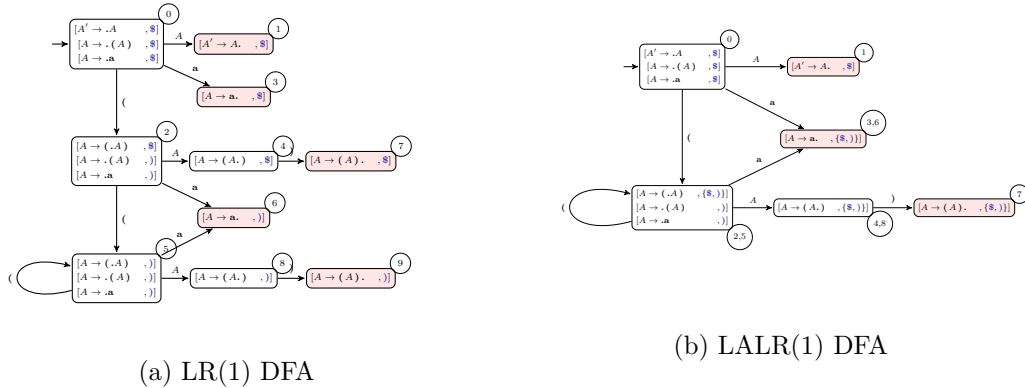 0
[A′ → .A , $]
[A → .(A) , $]
[A → .a , $]
A
1
[A′ → A. , $]
a
3
[A → a. , $]
(
2
[A → (.A) , $]
[A → .(A) , )]
[A → .a , )]
A
4
[A → (A.) , $]
)
7
[A → (A). , $]
a
6
[A → a. , )]
(
a
5
[A → (.A) , )]
[A → .(A) , )]
[A → .a , )]
(
A
8
[A → (A.) , )]
)
9
[A → (A). , )]
(a) LR(1) DFA
0
[A′ → .A , $]
[A → .(A) , $]
[A → .a , $]
A
1
[A′ → A. , $]
a
3,6
[A → a. , {$, )}]
(
a
[A → (.A) , {$, )}]
[A → .(A) , )]
[A → .a , )]
2,5
(
A
[A → (A.) , {$, )}]
4,8
)
7
[A → (A). , {$, )}]
(b) LALR(1) DFA